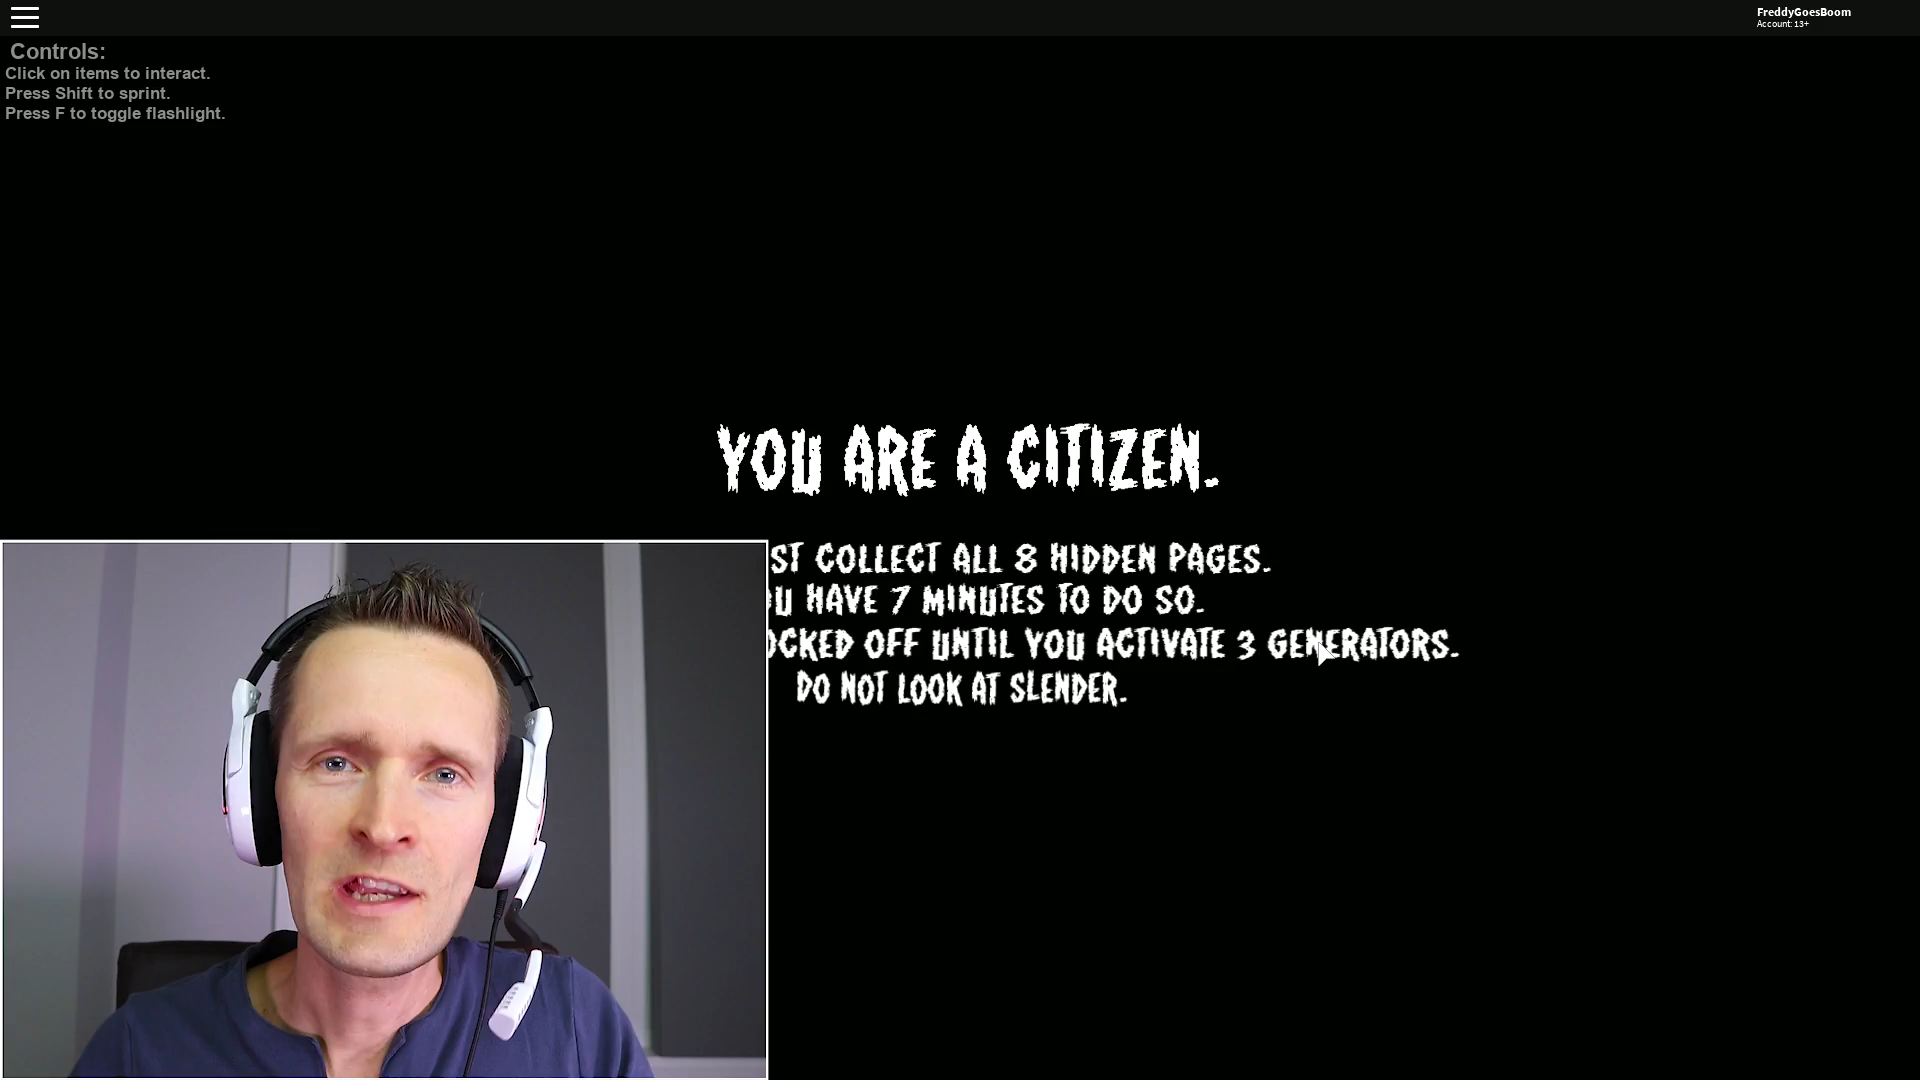 FreddyGoesBoom
Account: 13+
Controls:
Click on items to interact.
Press Shift to sprint.
Press F to toggle flashlight.
YOU ARE A CITIZEN.
COLLECT ALL 8 HIDDEN PAGES.
HAVE 7 MINUTES TO DO SO.
OFF UNTIL YOU ACTIVATE 3 GENERATORS.
DO NOT LOOK AT SLENDER.